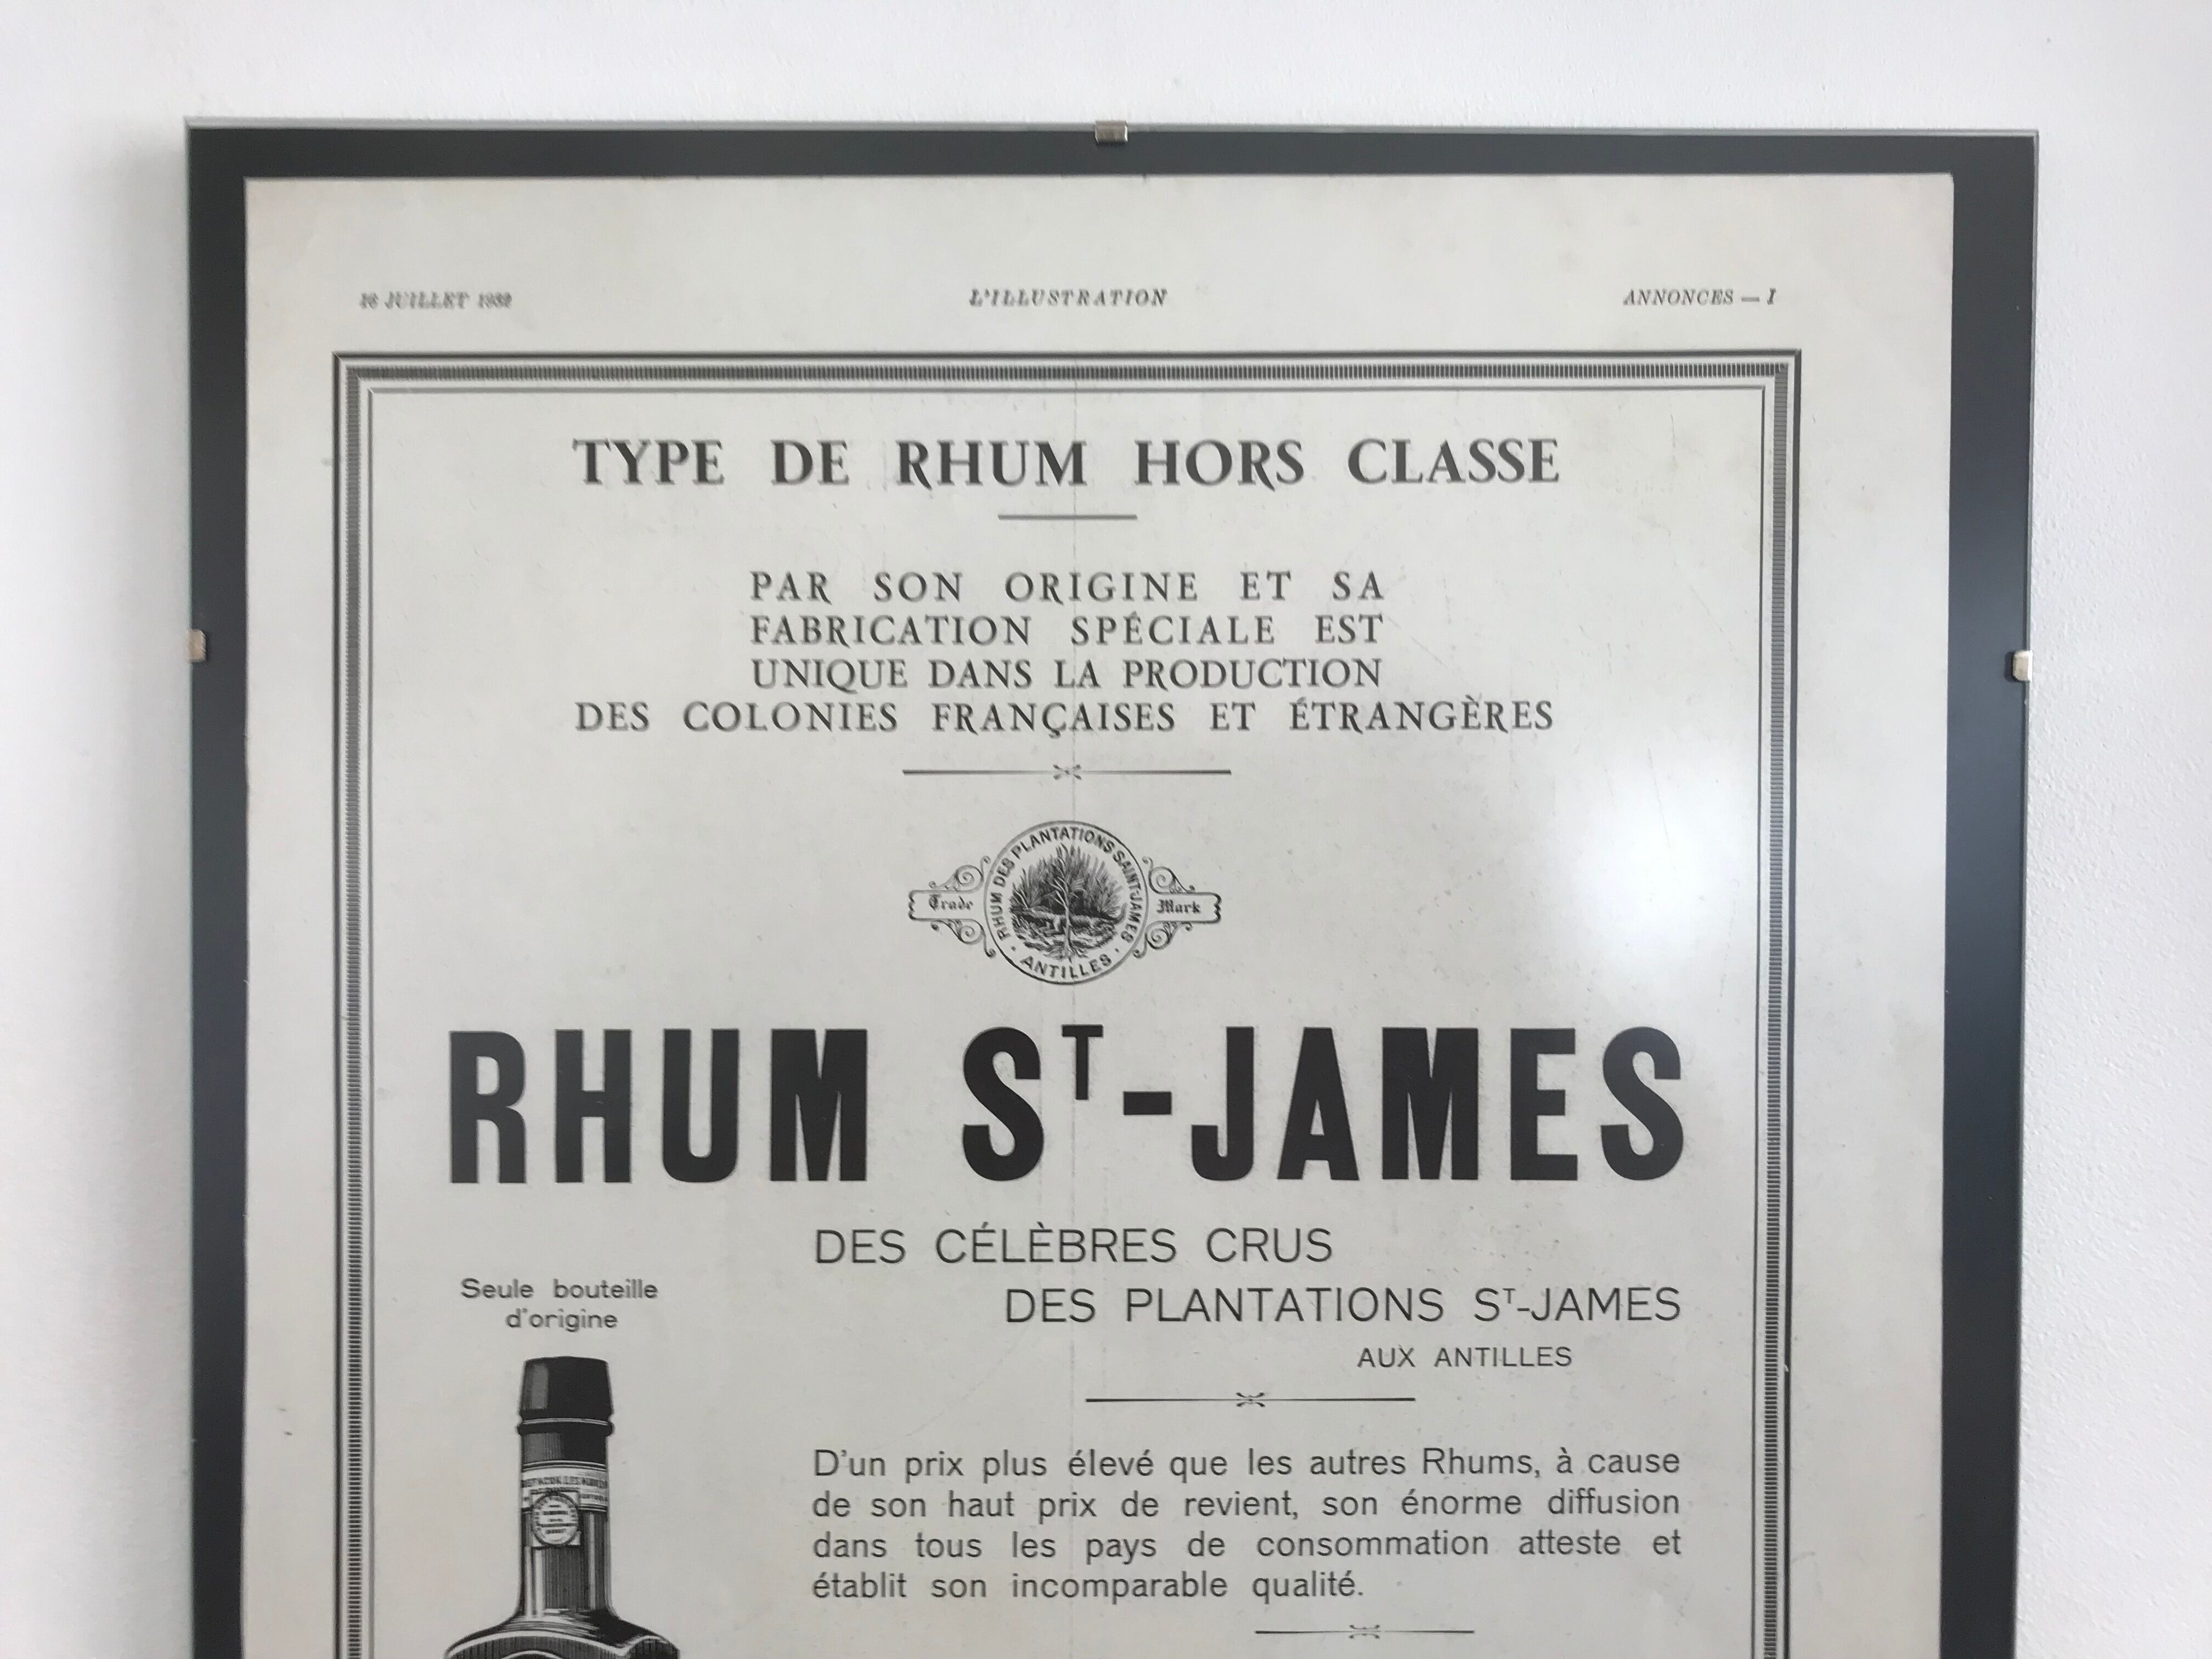 16 JUILLET 1932
L'ILLUSTRATION
ANNONCES — I
TYPE DE RHUM HORS CLASSE
PAR SON ORIGINE ET SA
FABRICATION SPÉCIALE EST
UNIQUE DANS LA PRODUCTION
DES COLONIES FRANÇAISES ET ÉTRANGÈRES
Trade Mark
RHUM DES PLANTATIONS SAINT-JAMES
· ANTILLES ·
RHUM ST-JAMES
DES CÉLÈBRES CRUS
DES PLANTATIONS ST-JAMES
AUX ANTILLES
Seule bouteille
d'origine
D'un prix plus élevé que les autres Rhums, à cause
de son haut prix de revient, son énorme diffusion
dans tous les pays de consommation atteste et
établit son incomparable qualité.